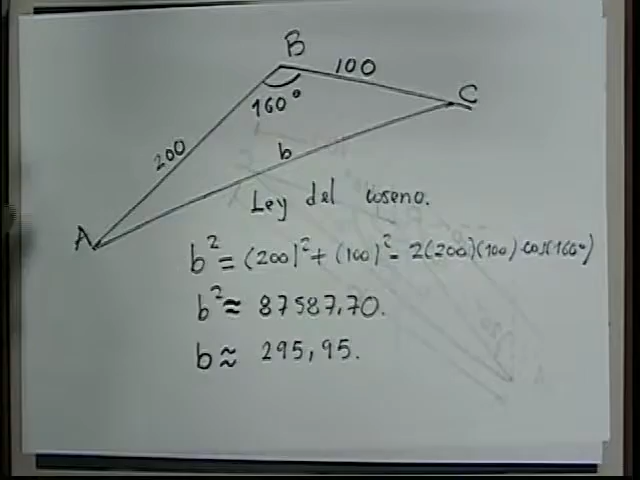 B
100
C
160°
200
b
A
Ley del coseno.
b² = (200)² + (100)² - 2(200)(100) cos(160°)
b² ≈ 87587,70.
b ≈ 295,95.